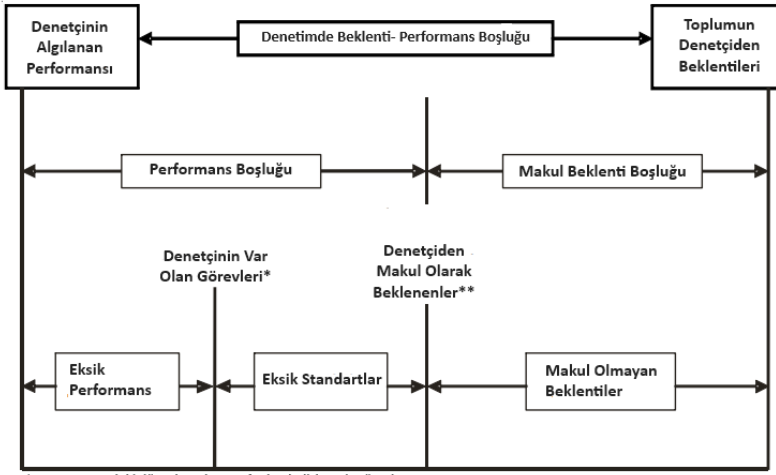 Denetçinin
Algılanan
Performansı
Denetimde Beklenti- Performans Boşluğu
Toplumun
Denetçiden
Beklentileri
Performans Boşluğu
Makul Beklenti Boşluğu
Denetçinin Var
Olan Görevleri*
Denetçiden
Makul Olarak
Beklenenler**
Eksik
Performans
Eksik Standartlar
Makul Olmayan
Beklentiler